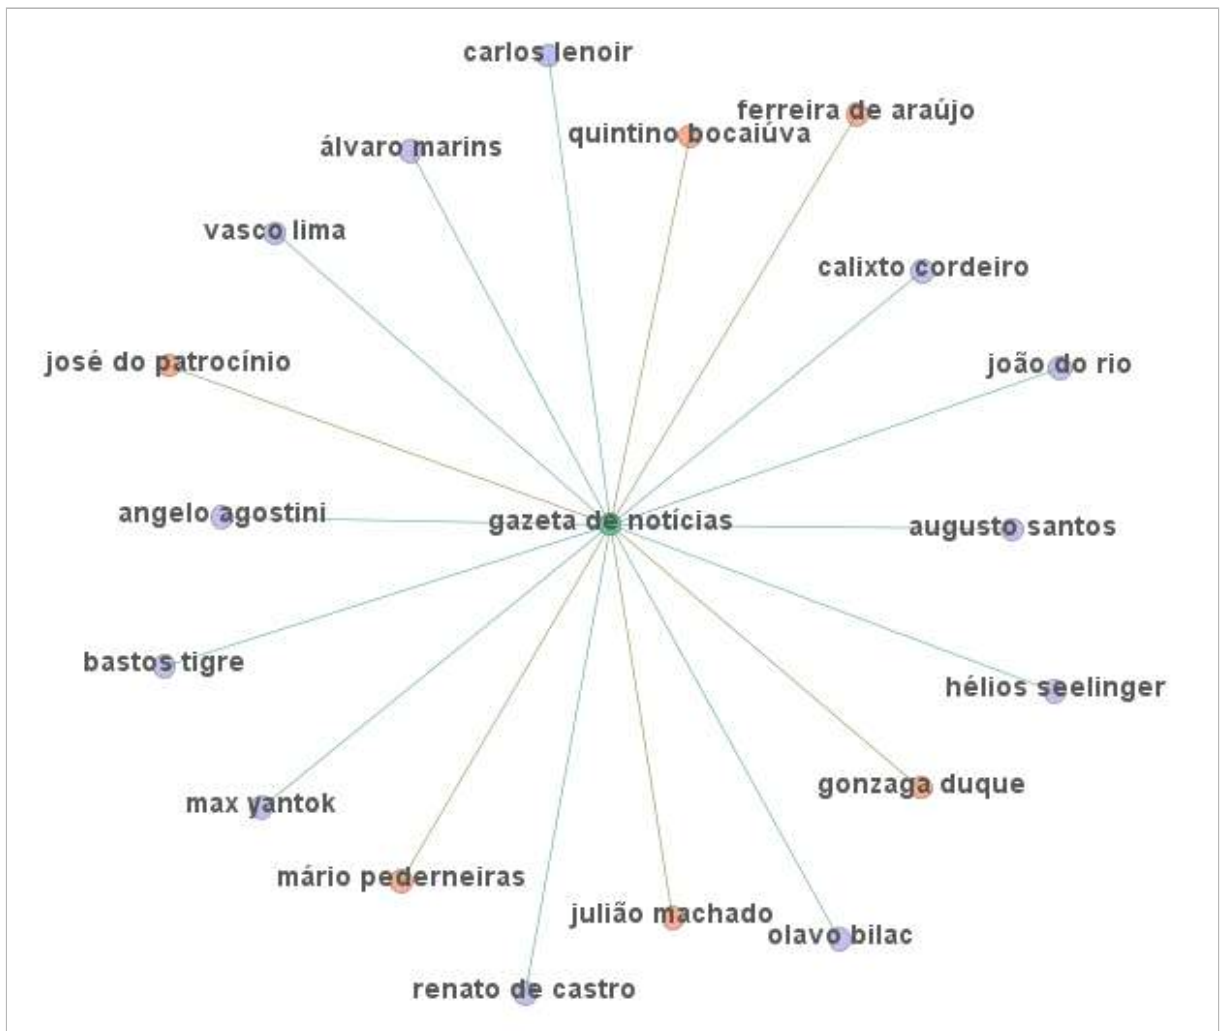 carlos lenoir
ferreira de araújo
quintino bocaiúva
álvaro marins
vasco lima
calixto cordeiro
josé do patrocínio
joão do rio
angelo agostini
gazeta de notícias
augusto santos
bastos tigre
hélios seelinger
gonzaga duque
max yantok
mário pederneiras
julião machado
olavo bilac
renato de castro